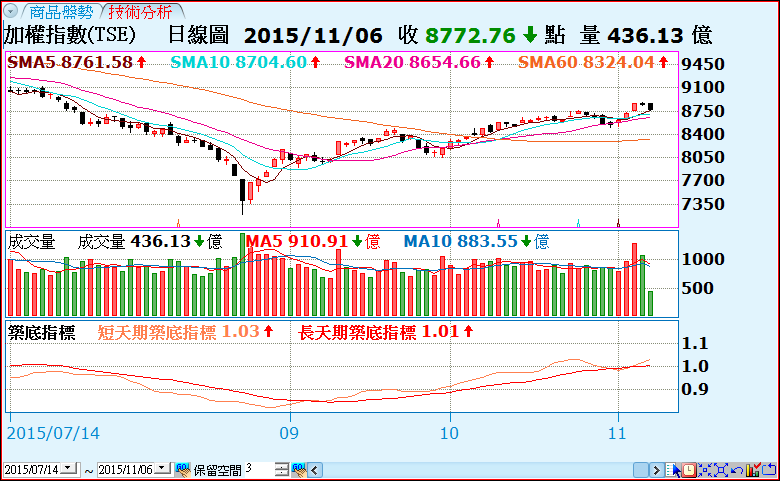 商品盤勢 技術分析
加權指數(TSE) 日線圖 2015/11/06 收 8772.76 點 量 436.13 億
SMA5 8761.58 SMA10 8704.60 SMA20 8654.66 SMA60 8324.04
9450
9100
8750
8400
8050
7700
7350
成交量 成交量 436.13 億 MA5 910.91 億 MA10 883.55 億
1000
500
築底指標 短天期築底指標 1.03 長天期築底指標 1.01
1.1
1.0
0.9
2015/07/14 09 10 11
2015/07/14 ~ 2015/11/06 保留空間 3